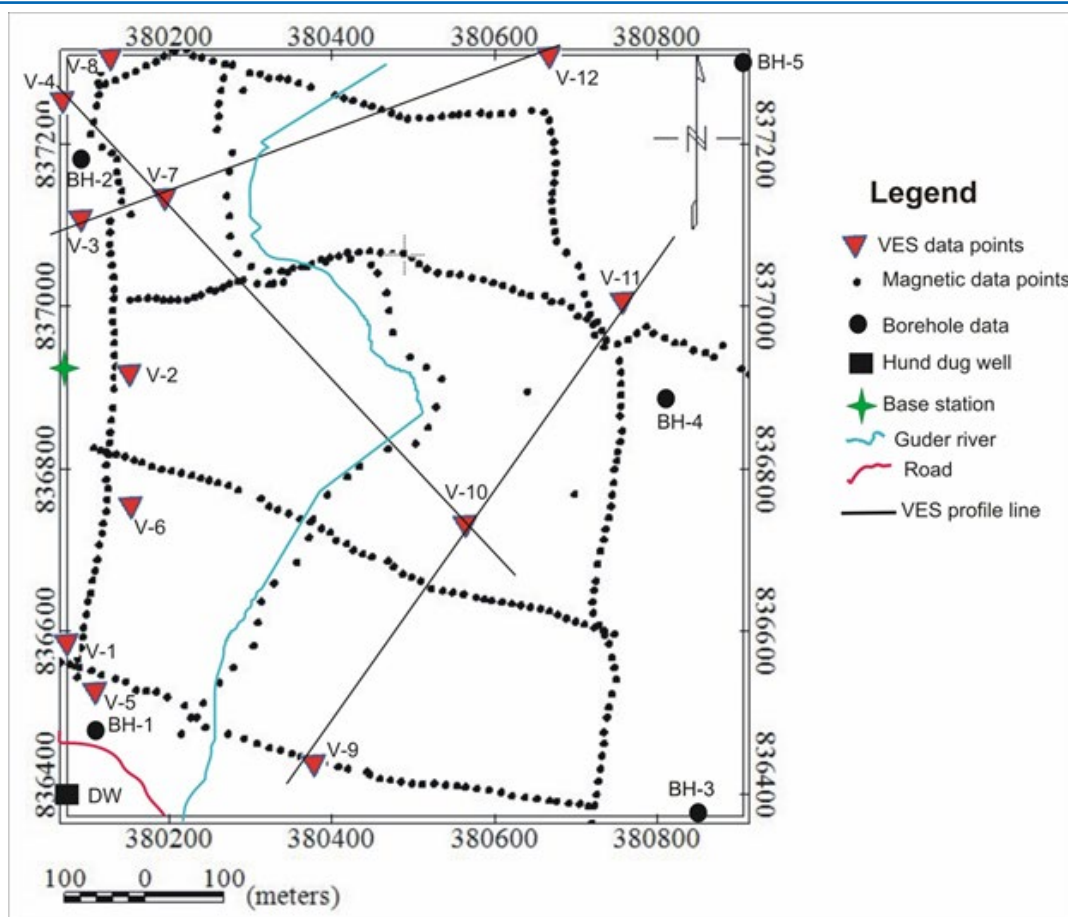 380200 380400 380600 380800
V-8
V-4
V-12
BH-5
837200
837200
BH-2
V-7
V-3
N
Legend
VES data points
Magnetic data points
Borehole data
Hund dug well
Base station
Guder river
Road
VES profile line
V-11
837000
837000
V-2
BH-4
836800
836800
V-10
V-6
836600
836600
V-1
V-5
BH-1
V-9
836400
836400
DW
BH-3
380200 380400 380600 380800
100 0 100 (meters)